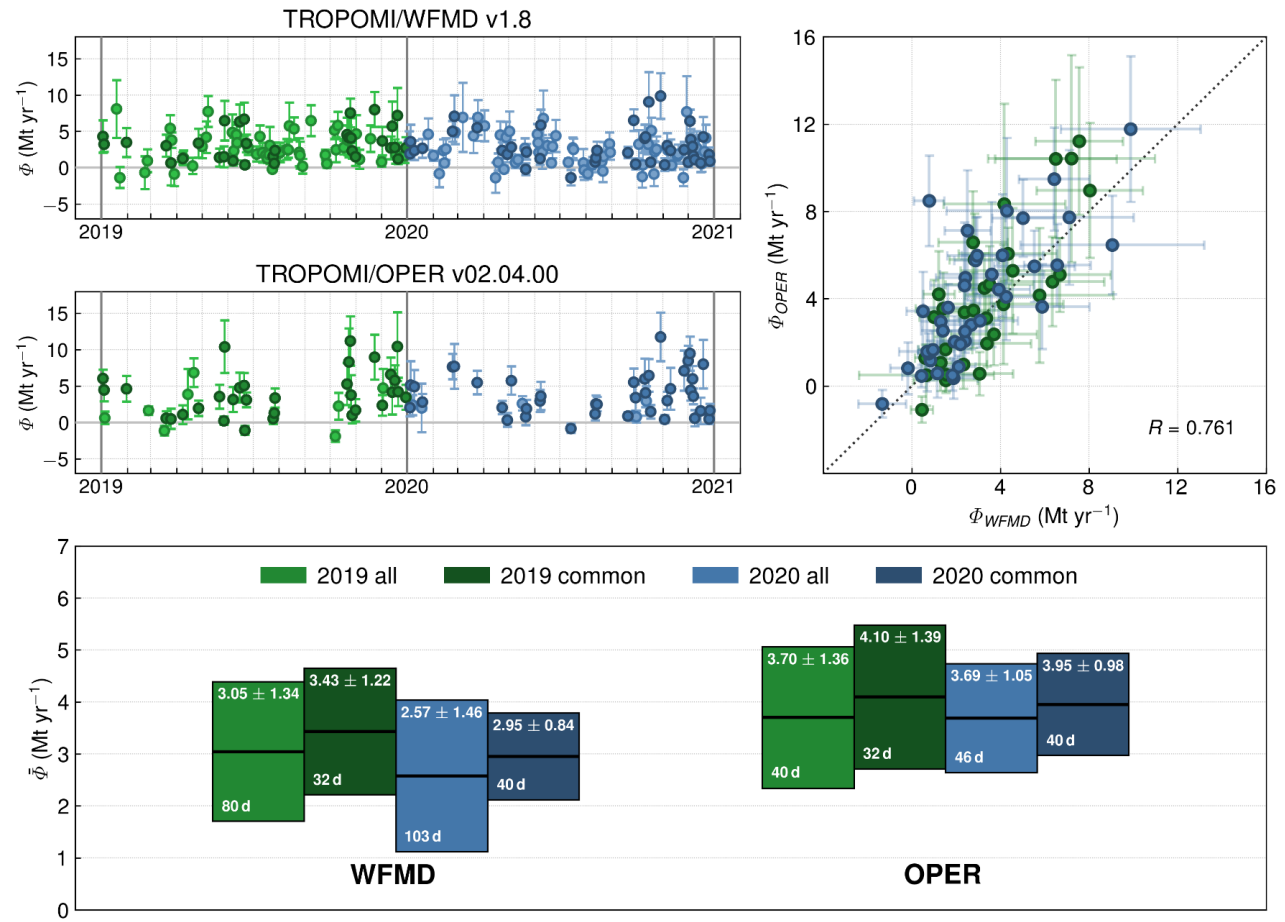 TROPOMI/WFMD v1.8
Φ (Mt yr⁻¹)
15
10
5
0
−5
2019
2020
2021
TROPOMI/OPER v02.04.00
Φ (Mt yr⁻¹)
15
10
5
0
−5
2019
2020
2021
Φ_OPER (Mt yr⁻¹)
16
12
8
4
0
R = 0.761
0
4
8
12
16
Φ_WFMD (Mt yr⁻¹)
Φ̄ (Mt yr⁻¹)
7
6
5
4
3
2
1
0
2019 all
2019 common
2020 all
2020 common
3.05 ± 1.34
80 d
3.43 ± 1.22
32 d
2.57 ± 1.46
103 d
2.95 ± 0.84
40 d
WFMD
3.70 ± 1.36
40 d
4.10 ± 1.39
32 d
3.69 ± 1.05
46 d
3.95 ± 0.98
40 d
OPER